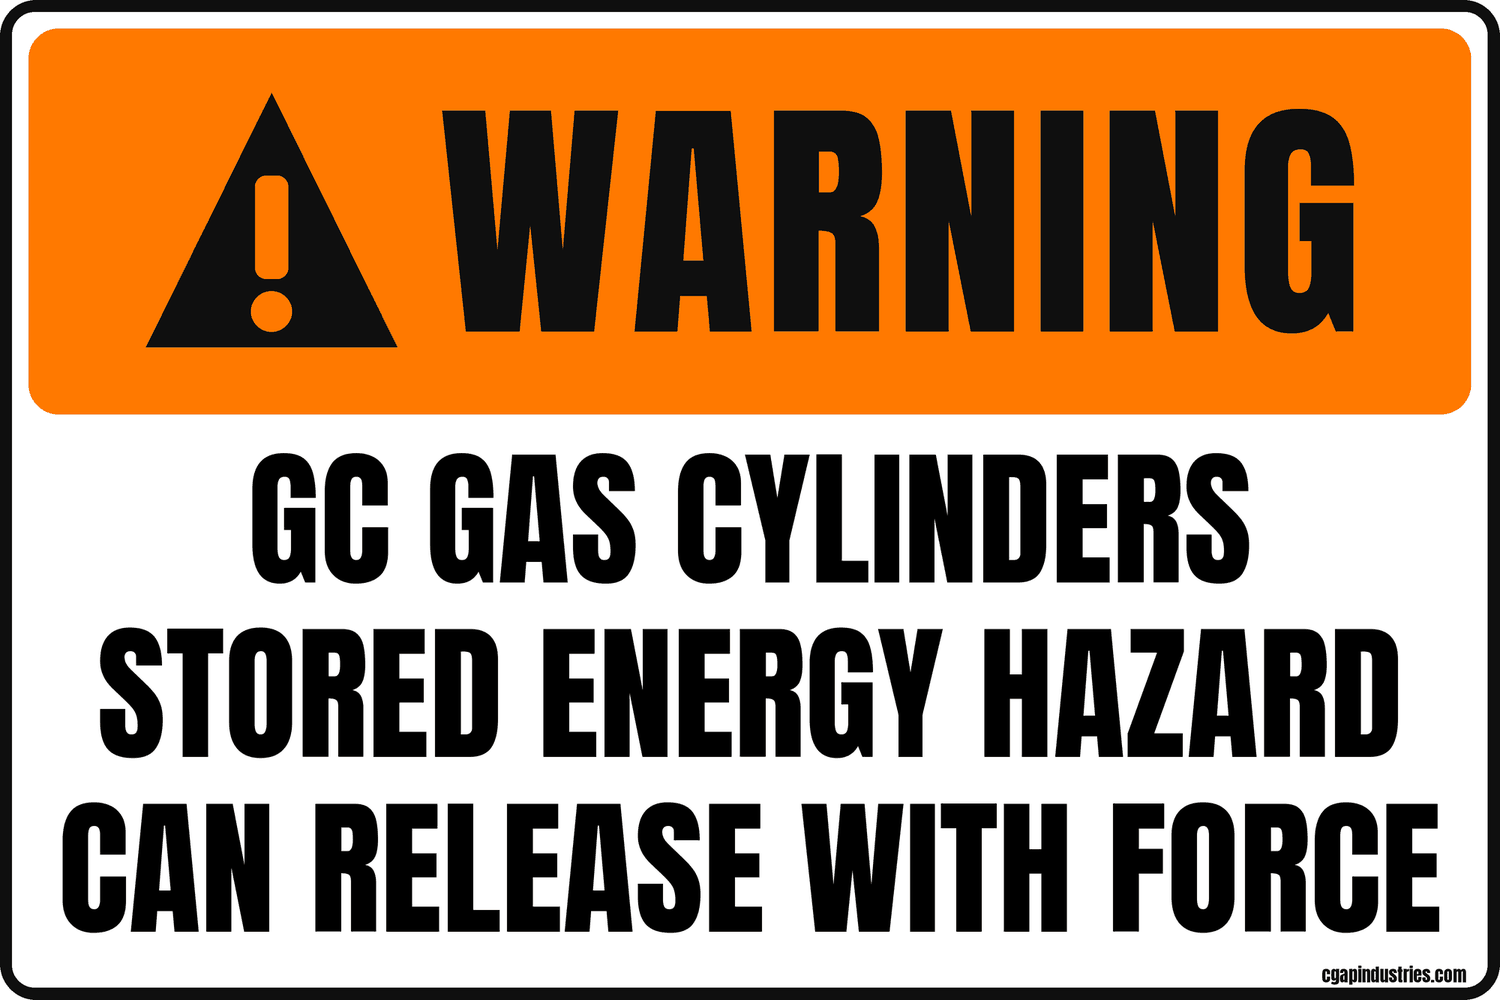 WARNING
GC GAS CYLINDERS
STORED ENERGY HAZARD
CAN RELEASE WITH FORCE
cgapindustries.com